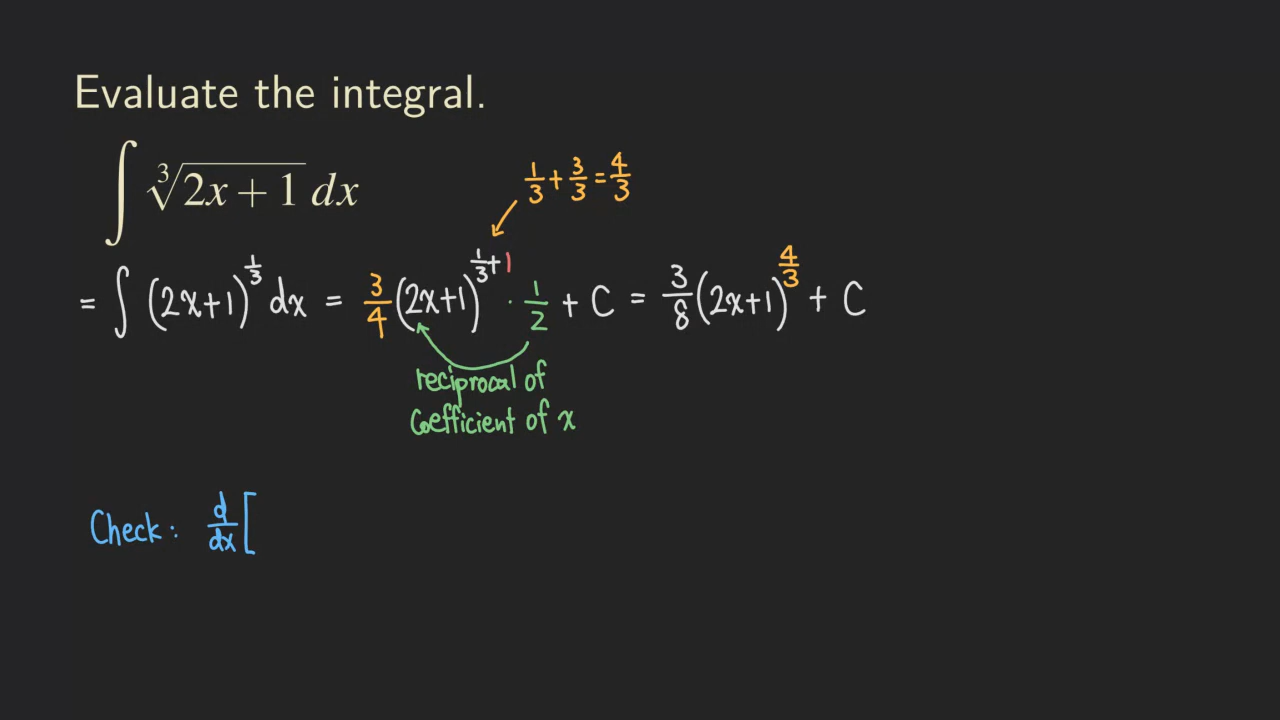 Evaluate the integral.
∫ ∛(2x + 1) dx
1/3 + 3/3 = 4/3
= ∫ (2x+1)^(1/3) dx = 3/4 (2x+1)^(1/3 + 1) · 1/2 + C = 3/8 (2x+1)^(4/3) + C
reciprocal of
coefficient of x
Check: d/dx [